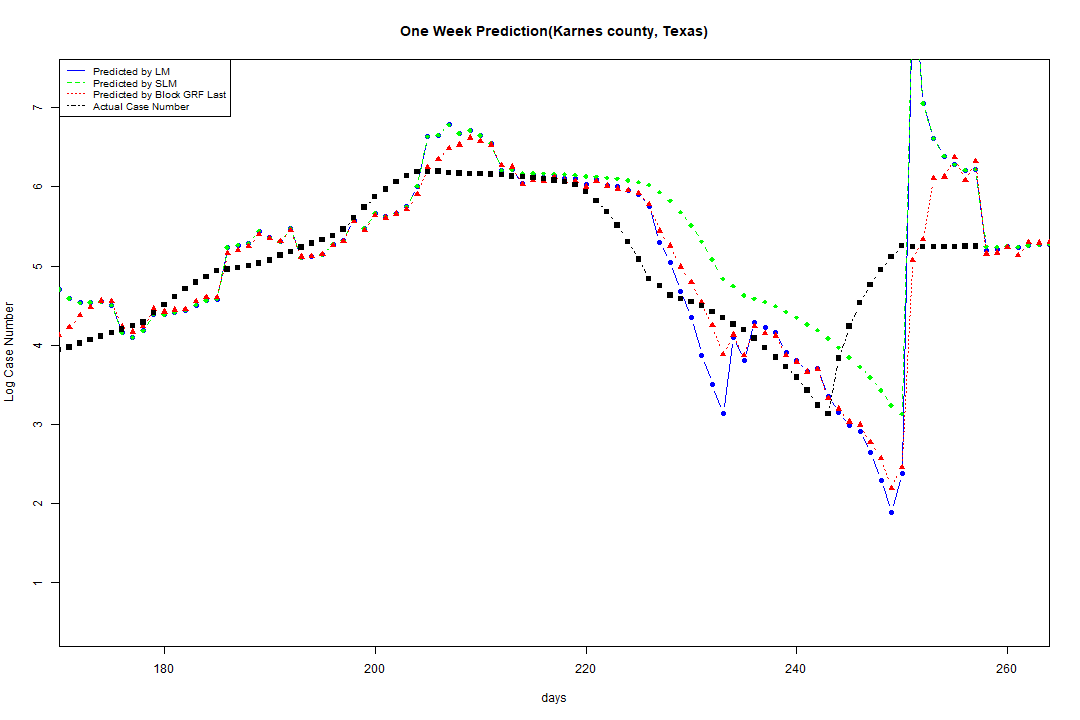 One Week Prediction(Karnes county, Texas)
Predicted by LM
Predicted by SLM
Predicted by Block GRF Last
Actual Case Number
7
6
5
4
3
2
1
Log Case Number
180 200 220 240 260
days